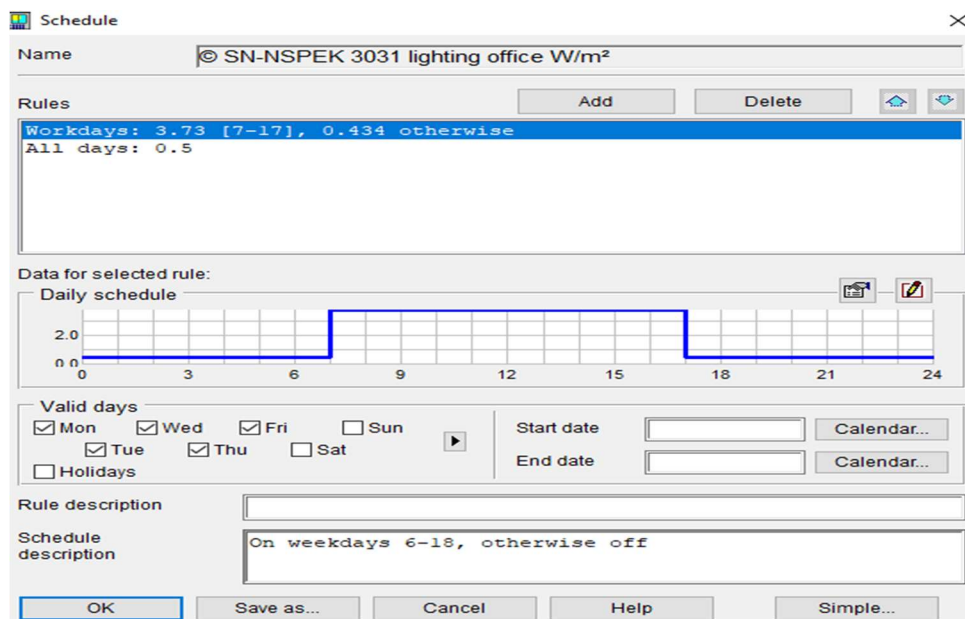 Schedule
Name
© SN-NSPEK 3031 lighting office W/m²
Rules
Add
Delete
Workdays: 3.73 [7-17], 0.434 otherwise
All days: 0.5
Data for selected rule:
Daily schedule
2.0
0.0
0 3 6 9 12 15 18 21 24
Valid days
Mon Wed Fri Sun
Tue Thu Sat
Holidays
Start date
Calendar...
End date
Calendar...
Rule description
Schedule
description
On weekdays 6-18, otherwise off
OK
Save as...
Cancel
Help
Simple...